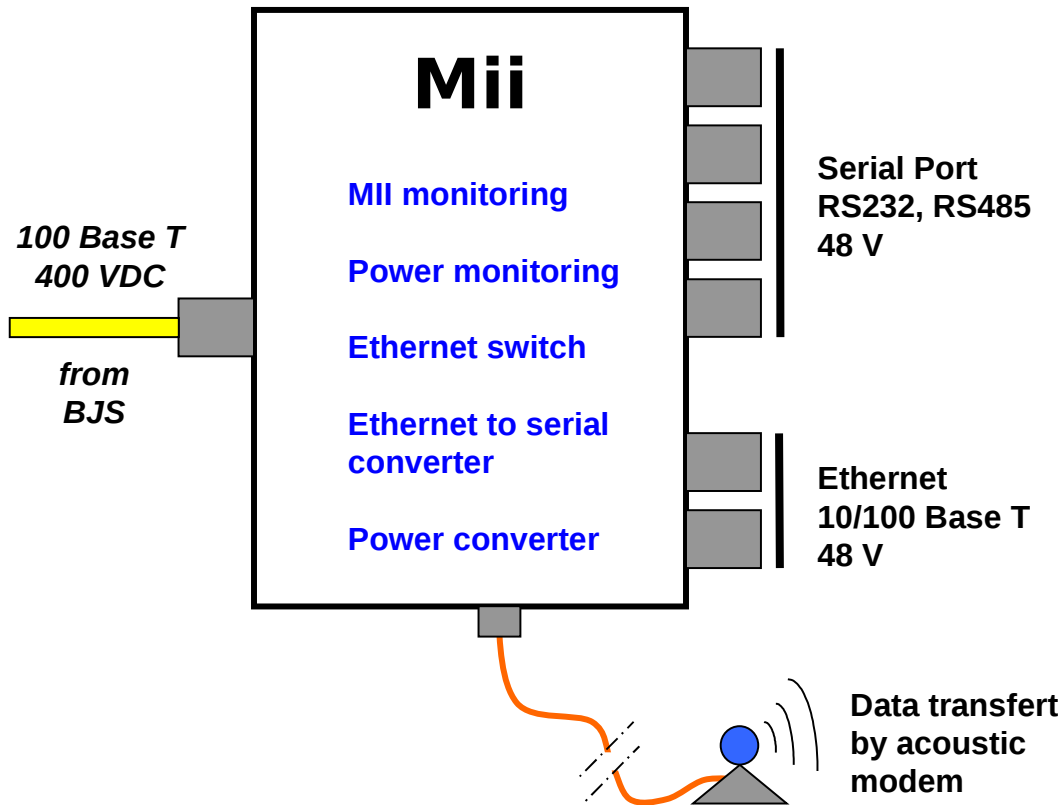 Mii
MII monitoring
Power monitoring
Ethernet switch
Ethernet to serial
converter
Power converter
100 Base T
400 VDC
from
BJS
Serial Port
RS232, RS485
48 V
Ethernet
10/100 Base T
48 V
Data transfert
by acoustic
modem